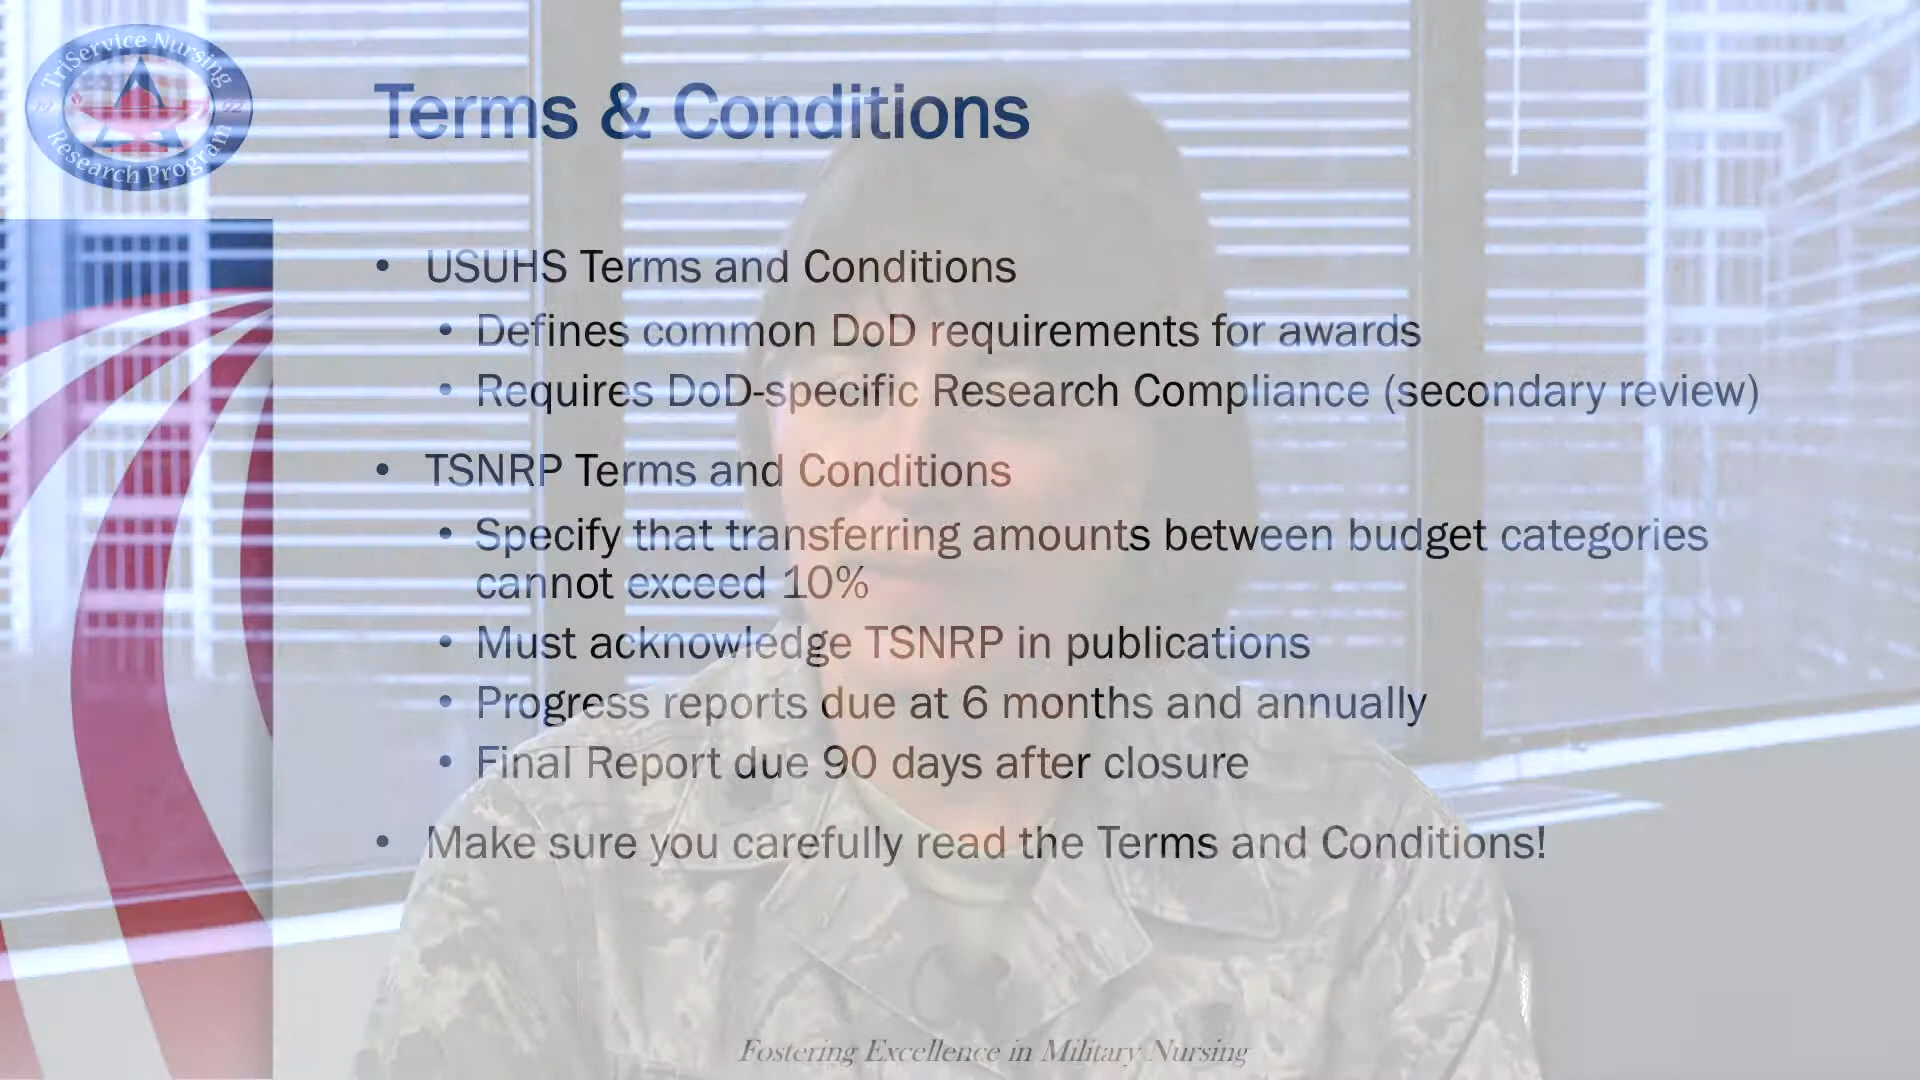 TriService Nursing
19 92
Research Program
Terms & Conditions
• USUHS Terms and Conditions
• Defines common DoD requirements for awards
• Requires DoD-specific Research Compliance (secondary review)
• TSNRP Terms and Conditions
• Specify that transferring amounts between budget categories
cannot exceed 10%
• Must acknowledge TSNRP in publications
• Progress reports due at 6 months and annually
• Final Report due 90 days after closure
• Make sure you carefully read the Terms and Conditions!
Fostering Excellence in Military Nursing